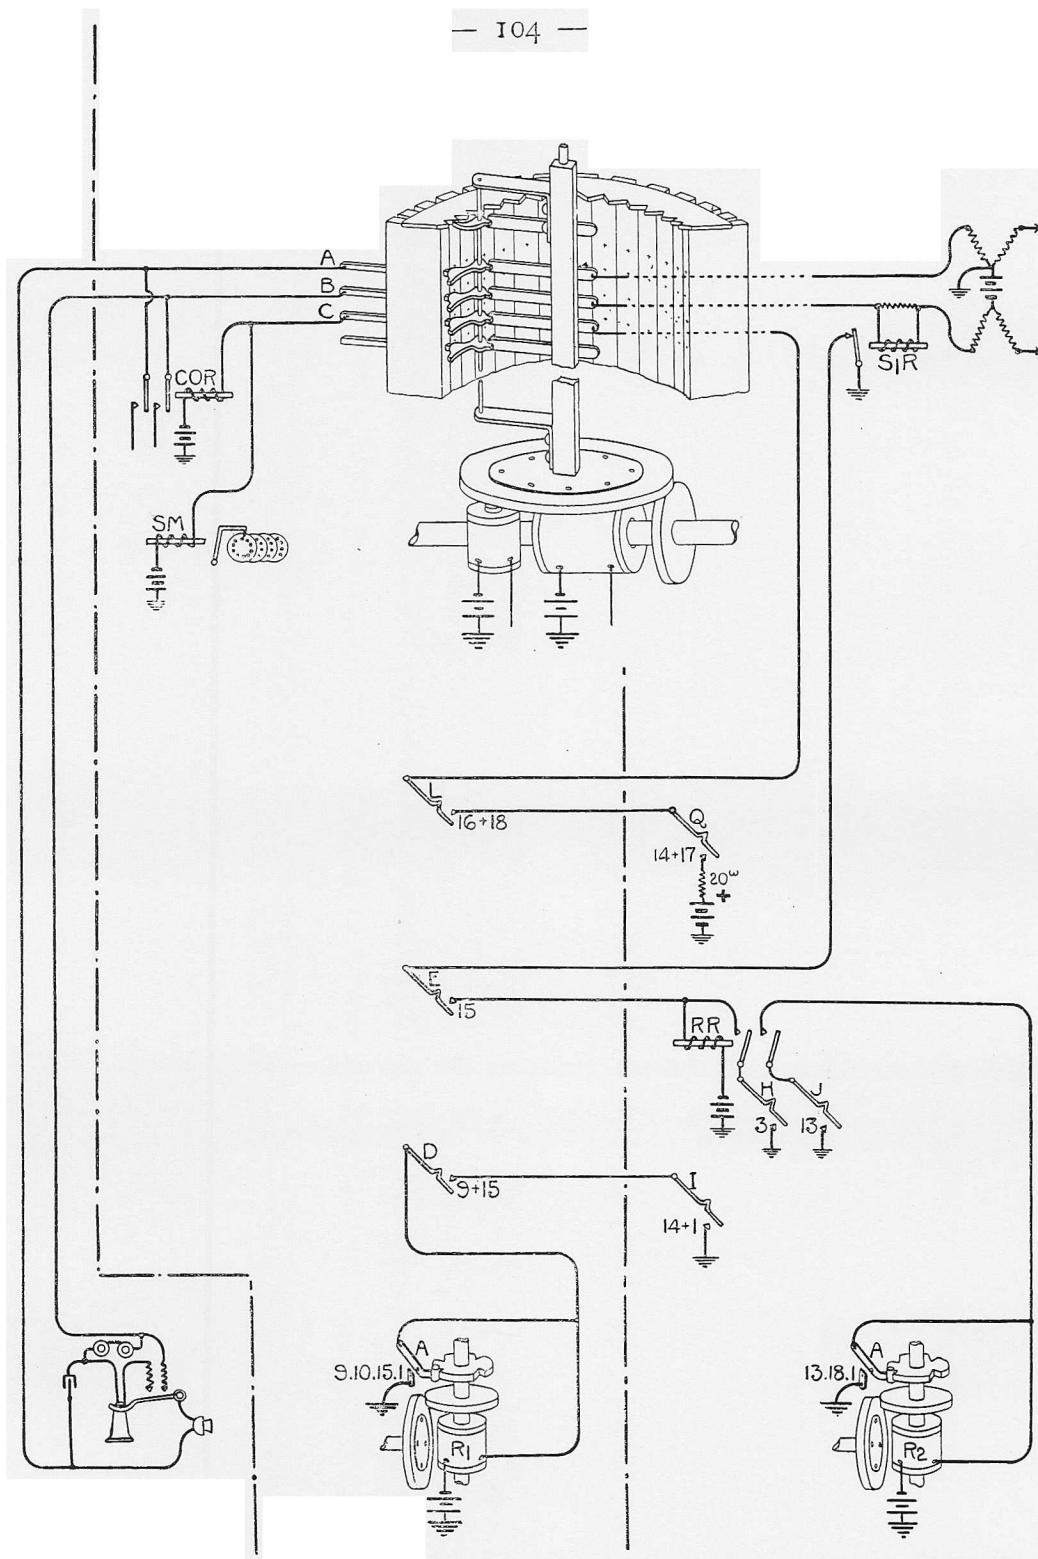 — 104 —
A
B
C
COR
SM
S1R
L
16+18
Q
14+17
20ω
+
E
15
RR
H
J
3
13
D
9+15
I
14+1
A
9.10.15.1
R1
A
13.18.1
R2